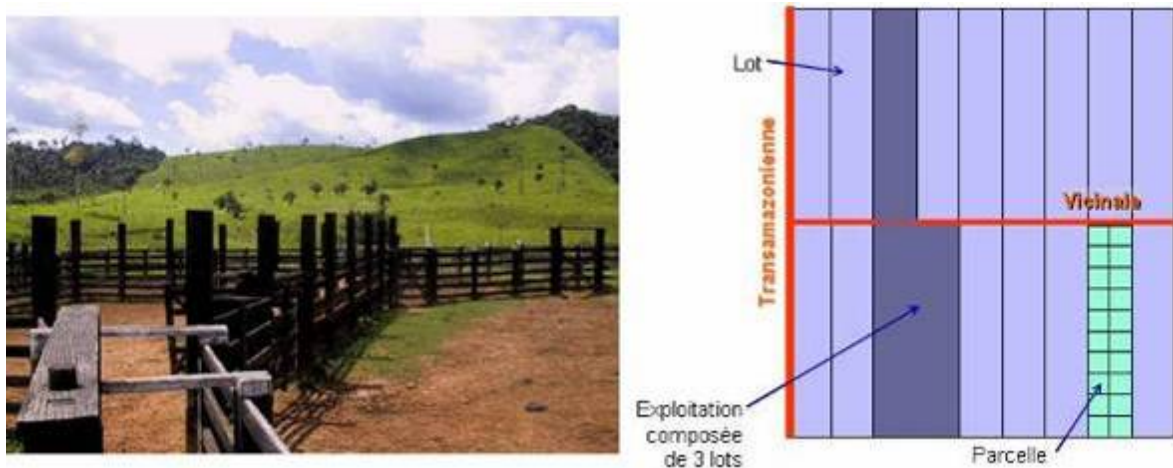 Lot
Transamazonienne
Vicinale
Exploitation
composée
de 3 lots
Parcelle